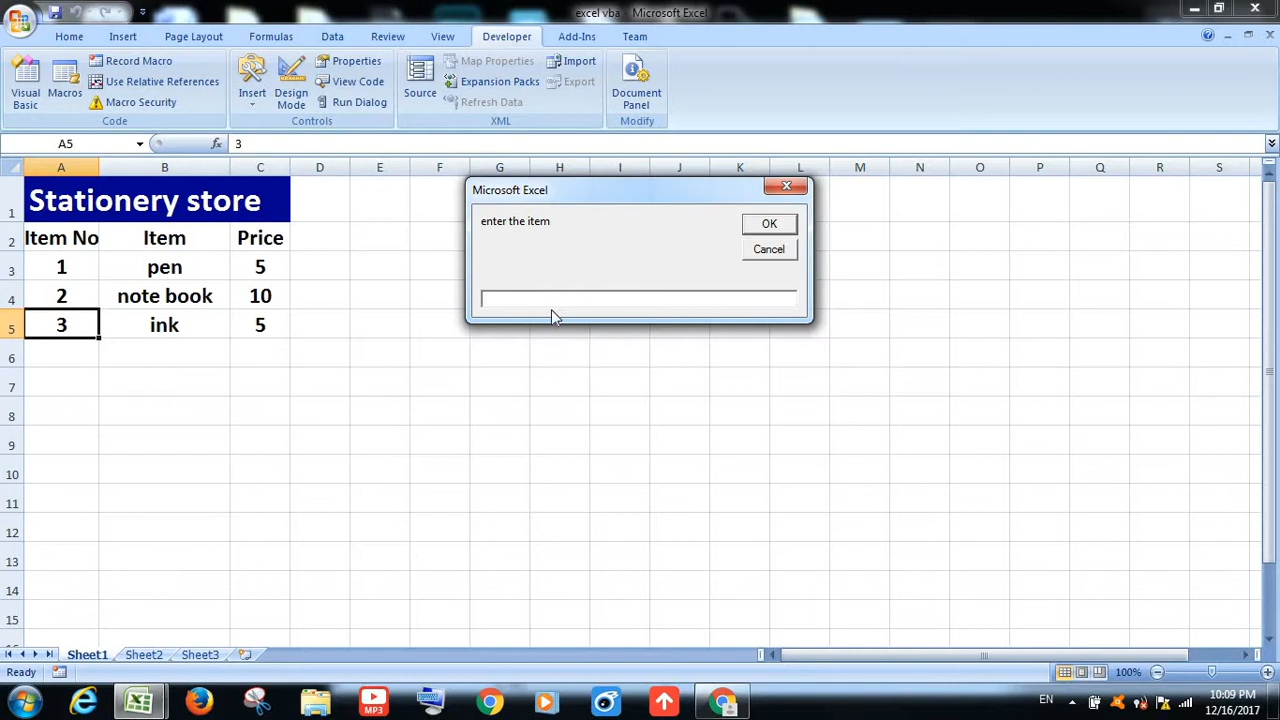 excel vba - Microsoft Excel
Home Insert Page Layout Formulas Data Review View Developer Add-Ins Team
Visual Basic
Macros
Record Macro
Use Relative References
Macro Security
Code
Insert
Design Mode
Properties
View Code
Run Dialog
Controls
Source
Map Properties
Expansion Packs
Refresh Data
Import
Export
XML
Document Panel
Modify
A5 fx 3
A B C D E F G H I J K L M N O P Q R S
1 Stationery store
2 Item No Item Price
3 1 pen 5
4 2 note book 10
5 3 ink 5
6
7
8
9
10
11
12
13
14
15
Microsoft Excel
enter the item
OK
Cancel
Sheet1 Sheet2 Sheet3
Ready 100%
MP3
EN
10:09 PM
12/16/2017